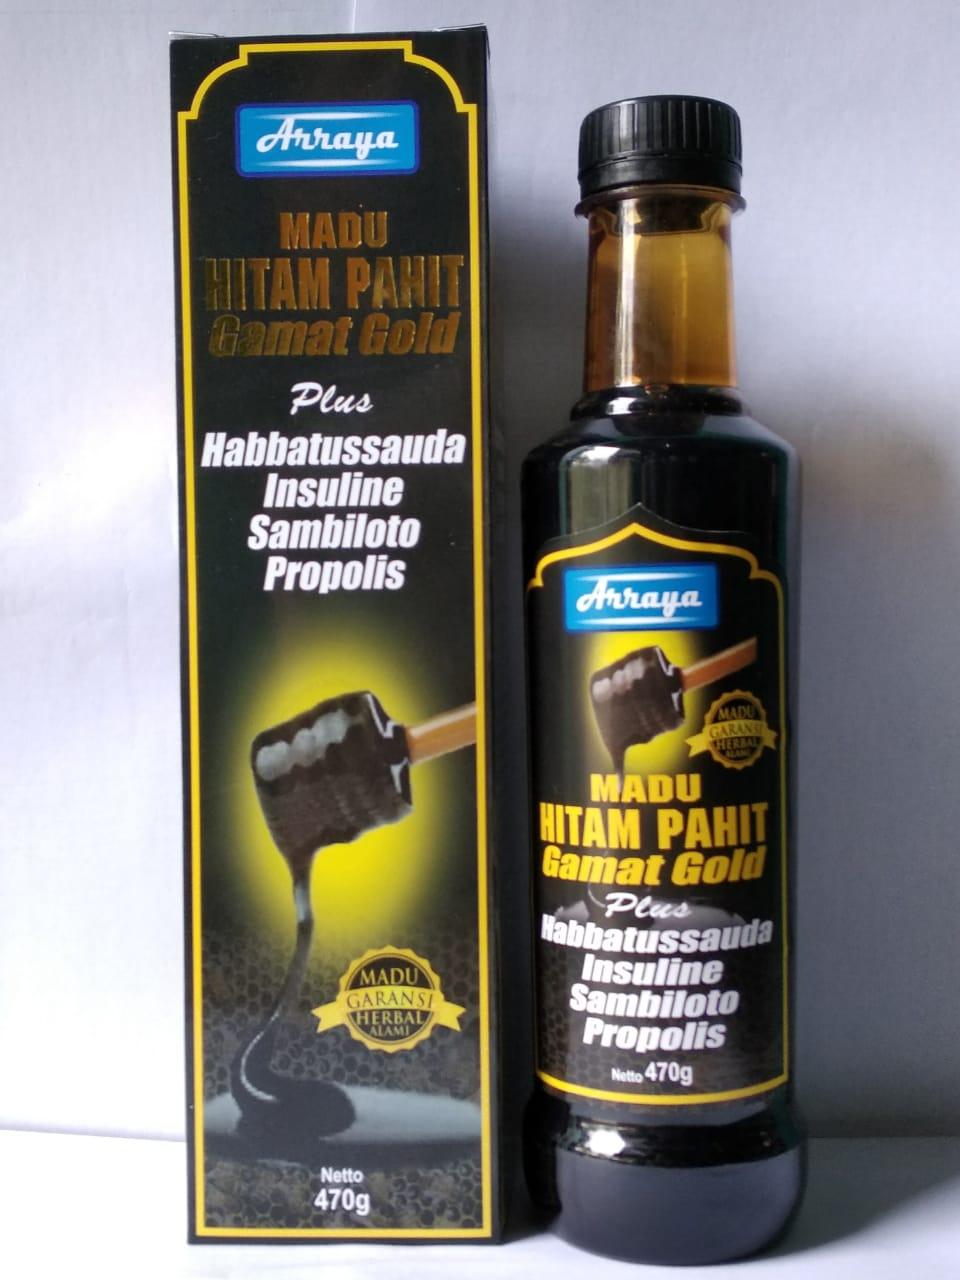 Arraya
MADU
HITAM PAHIT
Gamat Gold
Plus
Habbatussauda
Insuline
Sambiloto
Propolis
MADU
GARANSI
HERBAL
ALAMI
Netto
470g
Arraya
MADU
GARANSI
HERBAL
ALAMI
MADU
HITAM PAHIT
Gamat Gold
Plus
Habbatussauda
Insuline
Sambiloto
Propolis
Netto 470g